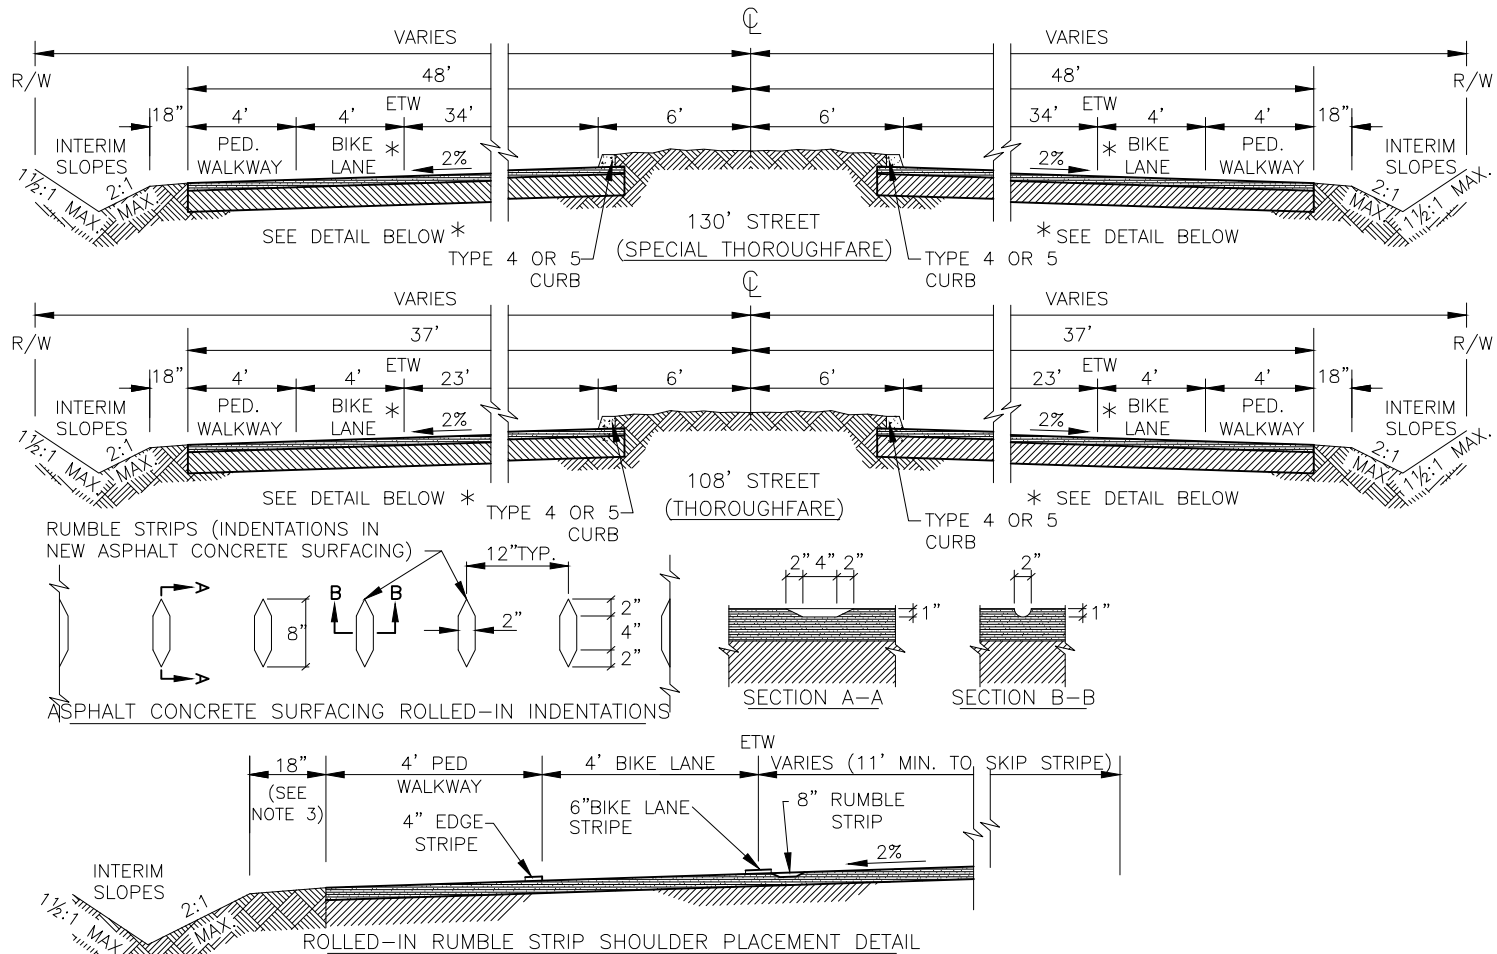 ℄
VARIES VARIES
R/W R/W
48' 48'
ETW ETW
18" 4' 4' 34' 6' 6' 34' 4' 4' 18"
INTERIM SLOPES
PED. WALKWAY
BIKE LANE *
2%
2%
* BIKE LANE
PED. WALKWAY
INTERIM SLOPES
1½:1 MAX.
2:1 MAX.
2:1 MAX.
1½:1 MAX.
SEE DETAIL BELOW *
130' STREET
(SPECIAL THOROUGHFARE)
* SEE DETAIL BELOW
TYPE 4 OR 5
CURB
TYPE 4 OR 5
CURB
℄
VARIES VARIES
R/W R/W
37' 37'
ETW ETW
18" 4' 4' 23' 6' 6' 23' 4' 4' 18"
INTERIM SLOPES
PED. WALKWAY
BIKE LANE *
2%
2%
* BIKE LANE
PED. WALKWAY
INTERIM SLOPES
1½:1 MAX.
2:1 MAX.
2:1 MAX.
1½:1 MAX.
SEE DETAIL BELOW *
108' STREET
(THOROUGHFARE)
* SEE DETAIL BELOW
TYPE 4 OR 5
CURB
TYPE 4 OR 5
CURB
RUMBLE STRIPS (INDENTATIONS IN
NEW ASPHALT CONCRETE SURFACING)
12"TYP.
A
A
8"
B B
2"
2"
4"
2"
ASPHALT CONCRETE SURFACING ROLLED-IN INDENTATIONS
2" 4" 2"
1"
SECTION A-A
2"
1"
SECTION B-B
ETW
18"
(SEE
NOTE 3)
4' PED
WALKWAY
4' BIKE LANE
VARIES (11' MIN. TO SKIP STRIPE)
4" EDGE
STRIPE
6"BIKE LANE
STRIPE
8" RUMBLE
STRIP
2%
INTERIM
SLOPES
1½:1 MAX.
2:1 MAX.
ROLLED-IN RUMBLE STRIP SHOULDER PLACEMENT DETAIL